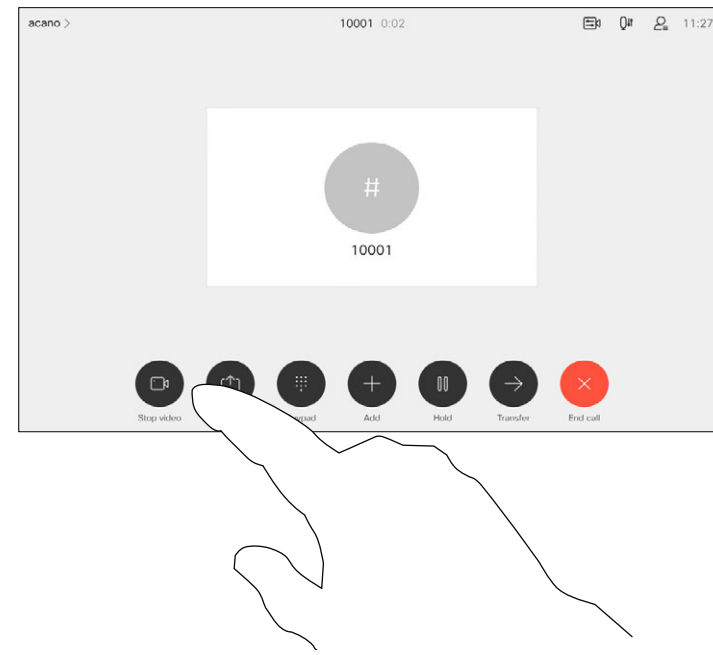 acano >
10001 0:02
11:27
#
10001
Stop video
Add
Hold
Transfer
End call